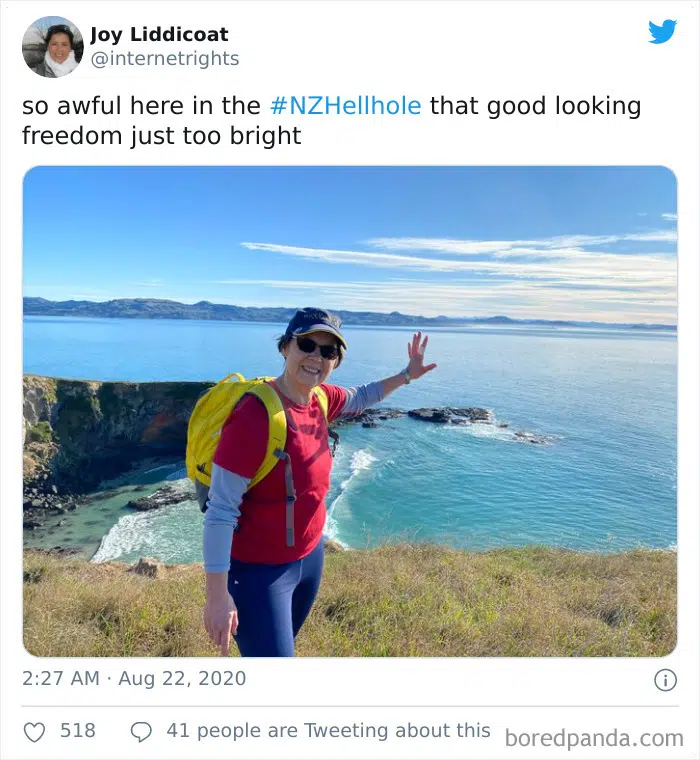 Joy Liddicoat
@internetrights
so awful here in the #NZHellhole that good looking
freedom just too bright
2:27 AM · Aug 22, 2020
518
41 people are Tweeting about this
boredpanda.com